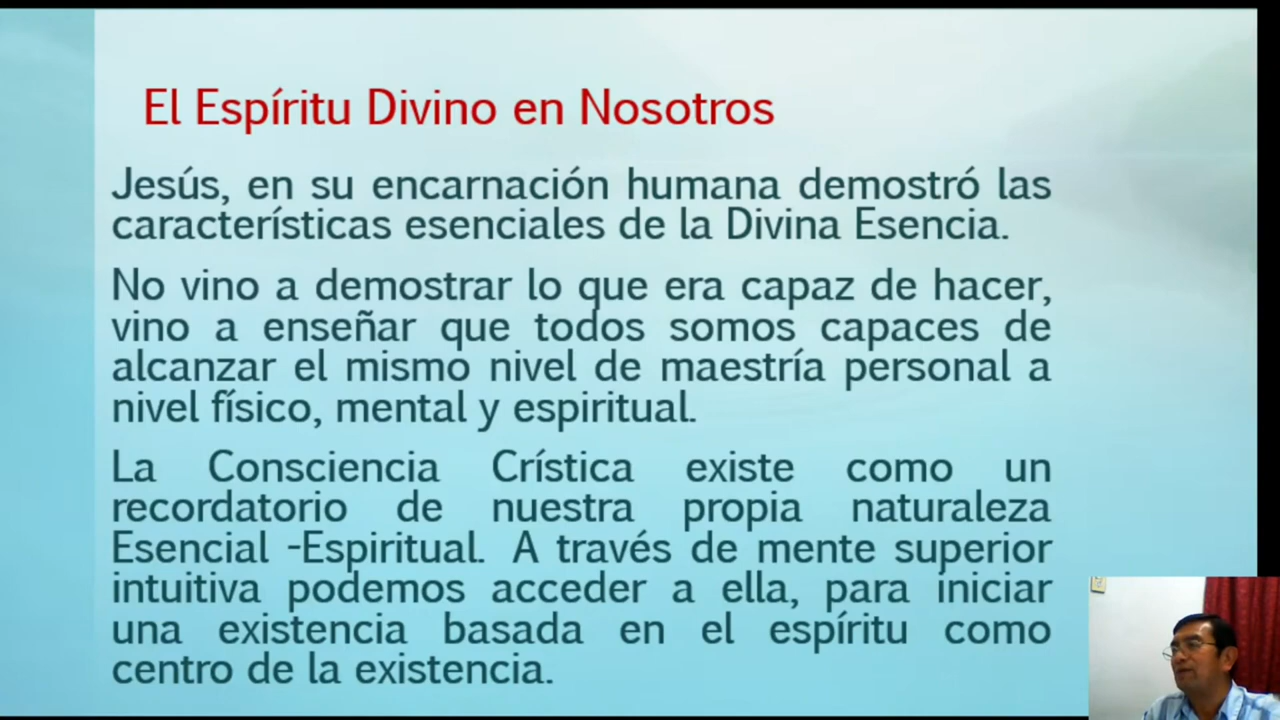 El Espíritu Divino en Nosotros
Jesús, en su encarnación humana demostró las
características esenciales de la Divina Esencia.
No vino a demostrar lo que era capaz de hacer,
vino a enseñar que todos somos capaces de
alcanzar el mismo nivel de maestría personal a
nivel físico, mental y espiritual.
La Consciencia Crística existe como un
recordatorio de nuestra propia naturaleza
Esencial -Espiritual. A través de mente superior
intuitiva podemos acceder a ella, para iniciar
una existencia basada en el espíritu como
centro de la existencia.